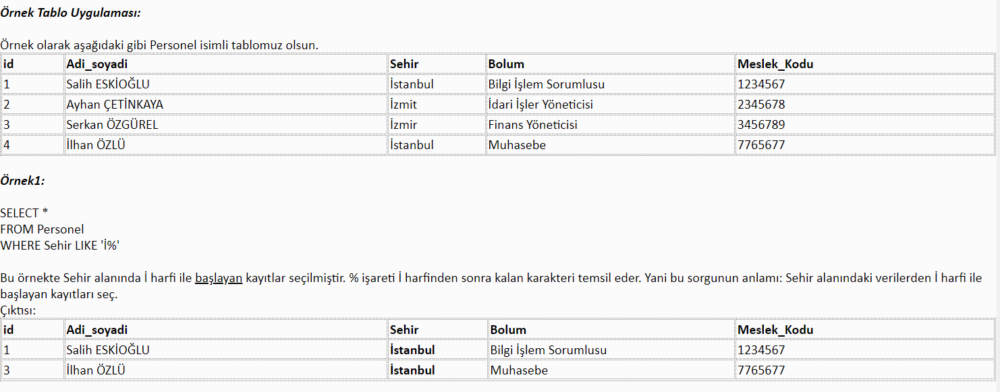 Örnek Tablo Uygulaması:
Örnek olarak aşağıdaki gibi Personel isimli tablomuz olsun.
id Adi_soyadi Sehir Bolum Meslek_Kodu
1 Salih ESKİOĞLU İstanbul Bilgi İşlem Sorumlusu 1234567
2 Ayhan ÇETİNKAYA İzmit İdari İşler Yöneticisi 2345678
3 Serkan ÖZGÜREL İzmir Finans Yöneticisi 3456789
4 İlhan ÖZLÜ İstanbul Muhasebe 7765677
Örnek1:
SELECT *
FROM Personel
WHERE Sehir LIKE 'İ%'
Bu örnekte Sehir alanında İ harfi ile başlayan kayıtlar seçilmiştir. % işareti İ harfinden sonra kalan karakteri temsil eder. Yani bu sorgunun anlamı: Sehir alanındaki verilerden İ harfi ile
başlayan kayıtları seç.
Çıktısı:
id Adi_soyadi Sehir Bolum Meslek_Kodu
1 Salih ESKİOĞLU İstanbul Bilgi İşlem Sorumlusu 1234567
3 İlhan ÖZLÜ İstanbul Muhasebe 7765677